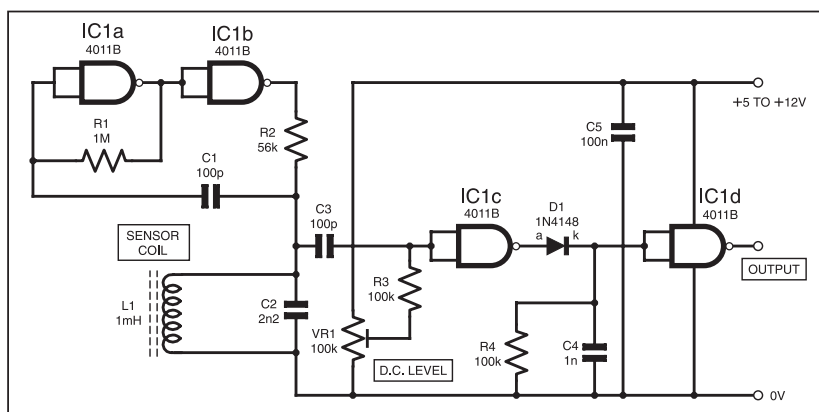 IC1a
4011B
IC1b
4011B
R1
1M
R2
56k
C1
100p
C5
100n
+5 TO +12V
IC1c
4011B
D1
1N4148
a
k
IC1d
4011B
C3
100p
SENSOR
COIL
OUTPUT
L1
1mH
C2
2n2
R3
100k
VR1
100k
D.C. LEVEL
R4
100k
C4
1n
0V